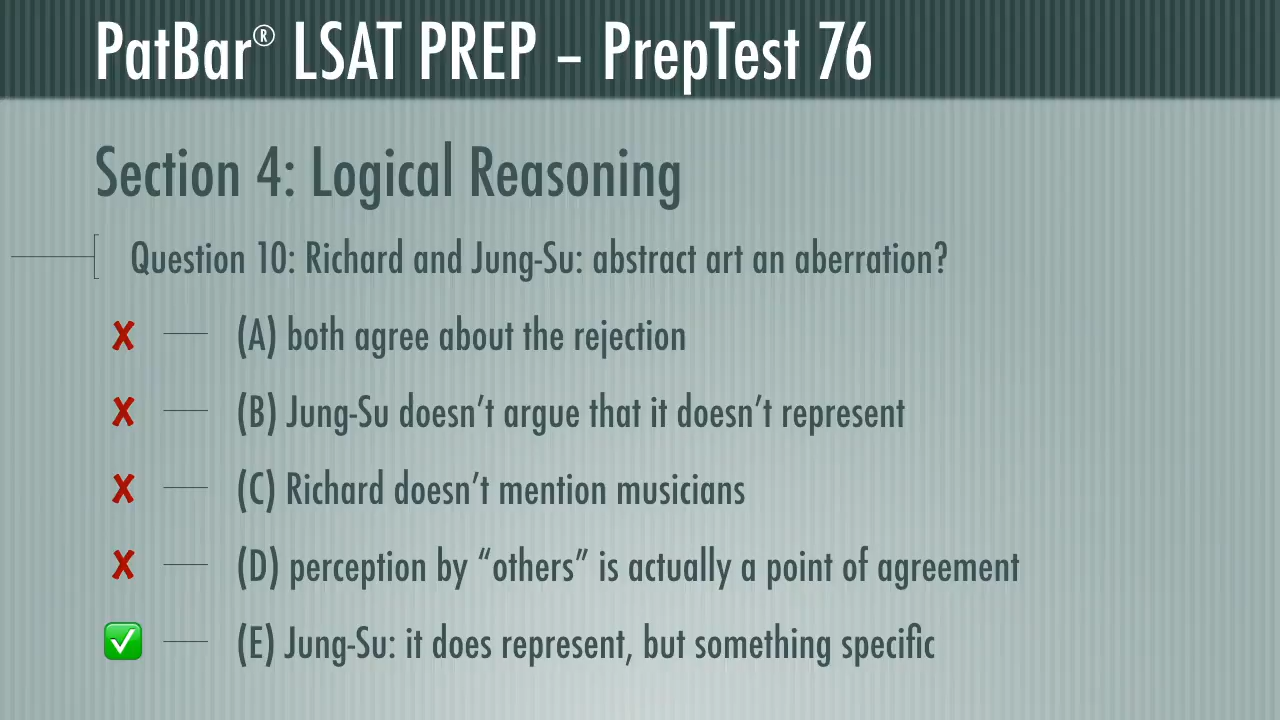 PatBar® LSAT PREP – PrepTest 76
Section 4: Logical Reasoning
Question 10: Richard and Jung-Su: abstract art an aberration?
✘ (A) both agree about the rejection
✘ (B) Jung-Su doesn’t argue that it doesn’t represent
✘ (C) Richard doesn’t mention musicians
✘ (D) perception by “others” is actually a point of agreement
✅ (E) Jung-Su: it does represent, but something specific